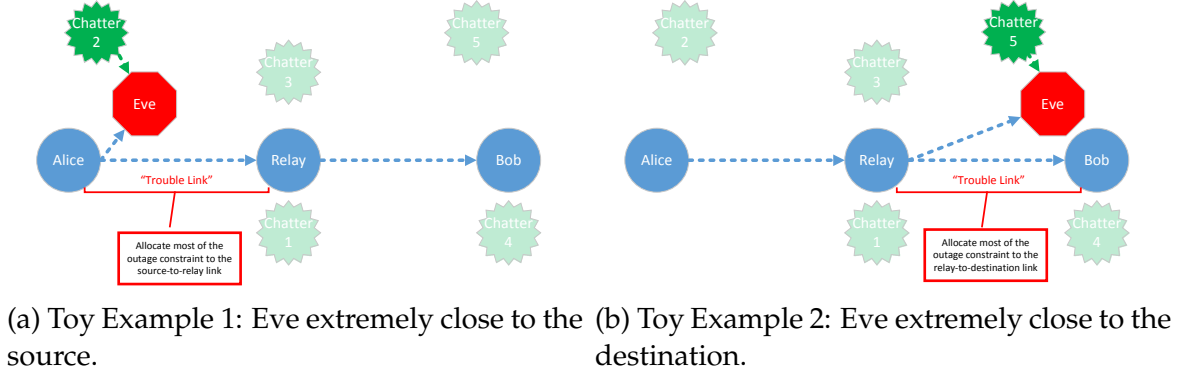 Chatter
2
Chatter
5
Chatter
3
Eve
Alice
Relay
Bob
"Trouble Link"
Chatter
1
Chatter
4
Allocate most of the
outage constraint to the
source-to-relay link
(a) Toy Example 1: Eve extremely close to the
source.
Chatter
2
Chatter
5
Chatter
3
Eve
Alice
Relay
Bob
"Trouble Link"
Chatter
1
Chatter
4
Allocate most of the
outage constraint to the
relay-to-destination link
(b) Toy Example 2: Eve extremely close to the
destination.